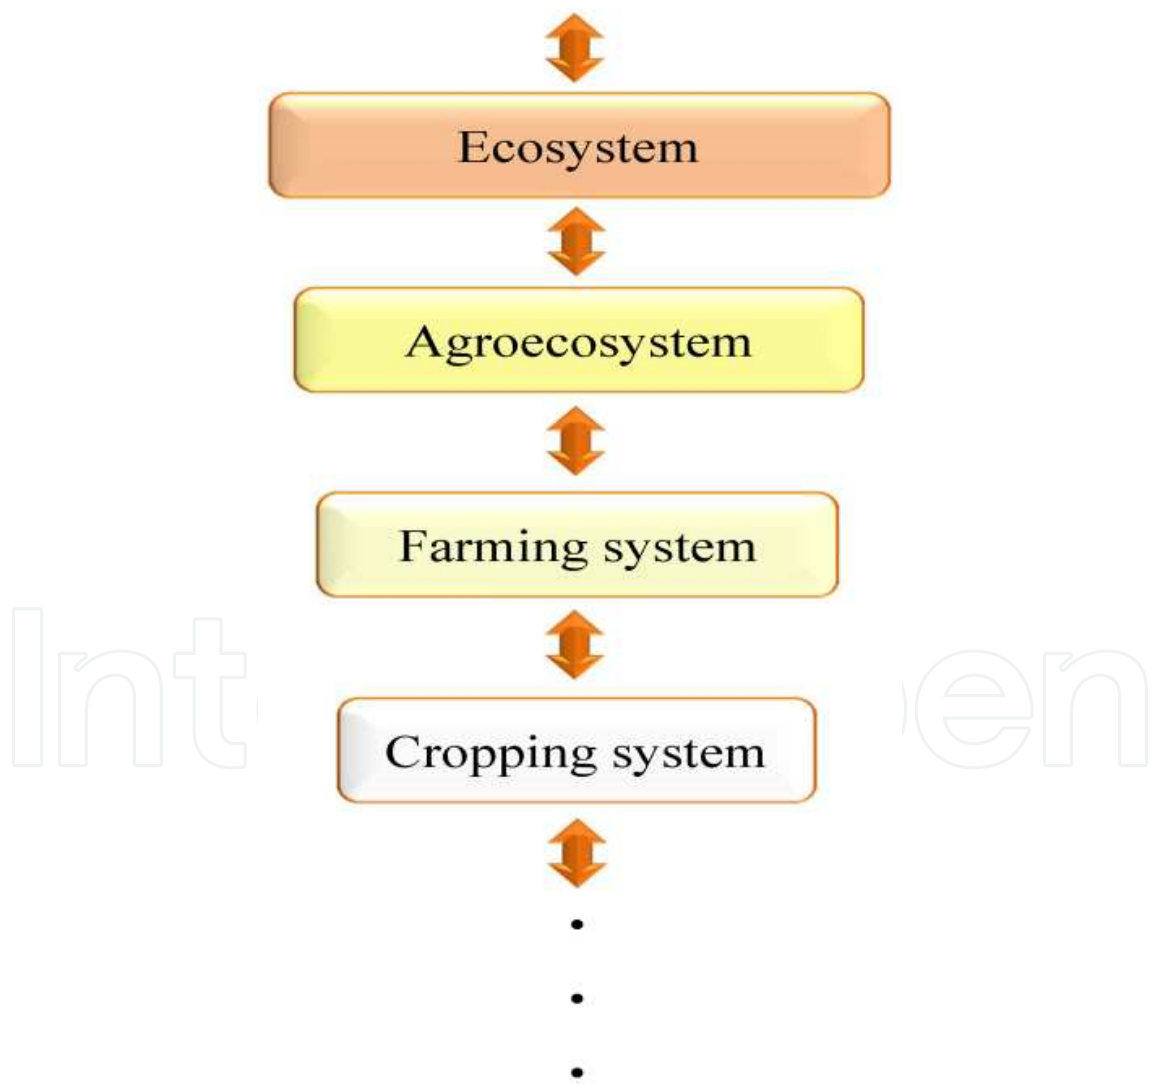 Ecosystem
Agroecosystem
Farming system
Cropping system
.
.
.